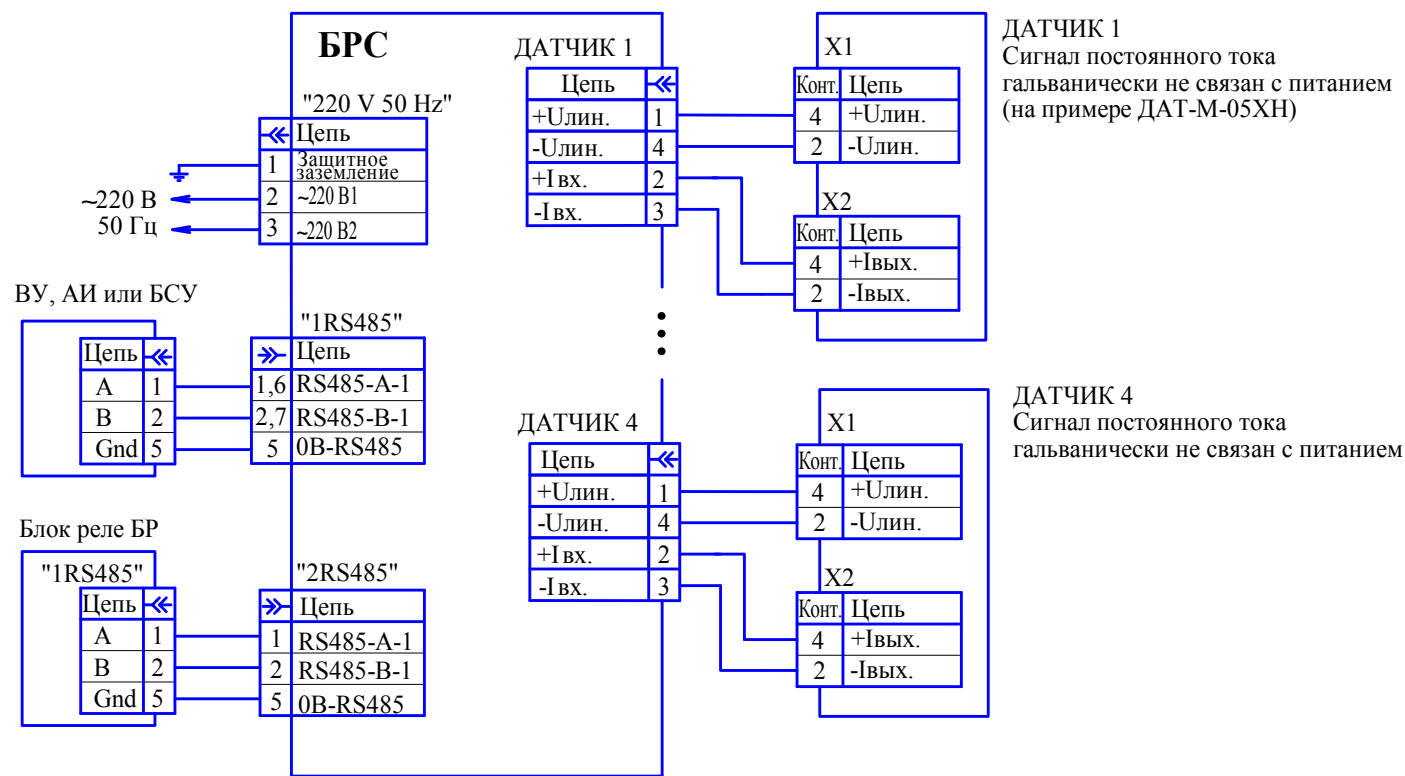 БРС
"220 V 50 Hz"
Цепь
1 Защитное
заземление
2 ~220 В1
3 ~220 В2
~220 В
50 Гц
ВУ, АИ или БСУ
Цепь
A 1
B 2
Gnd 5
"1RS485"
Цепь
1,6 RS485-A-1
2,7 RS485-B-1
5 0В-RS485
Блок реле БР
"1RS485"
Цепь
A 1
B 2
Gnd 5
"2RS485"
Цепь
1 RS485-A-1
2 RS485-B-1
5 0В-RS485
ДАТЧИК 1
Цепь
+Uлин. 1
-Uлин. 4
+I вх. 2
-I вх. 3
X1
Конт. Цепь
4 +Uлин.
2 -Uлин.
X2
Конт. Цепь
4 +Iвых.
2 -Iвых.
ДАТЧИК 1
Сигнал постоянного тока
гальванически не связан с питанием
(на примере ДАТ-М-05ХН)
ДАТЧИК 4
Цепь
+Uлин. 1
-Uлин. 4
+I вх. 2
-I вх. 3
X1
Конт. Цепь
4 +Uлин.
2 -Uлин.
X2
Конт. Цепь
4 +Iвых.
2 -Iвых.
ДАТЧИК 4
Сигнал постоянного тока
гальванически не связан с питанием